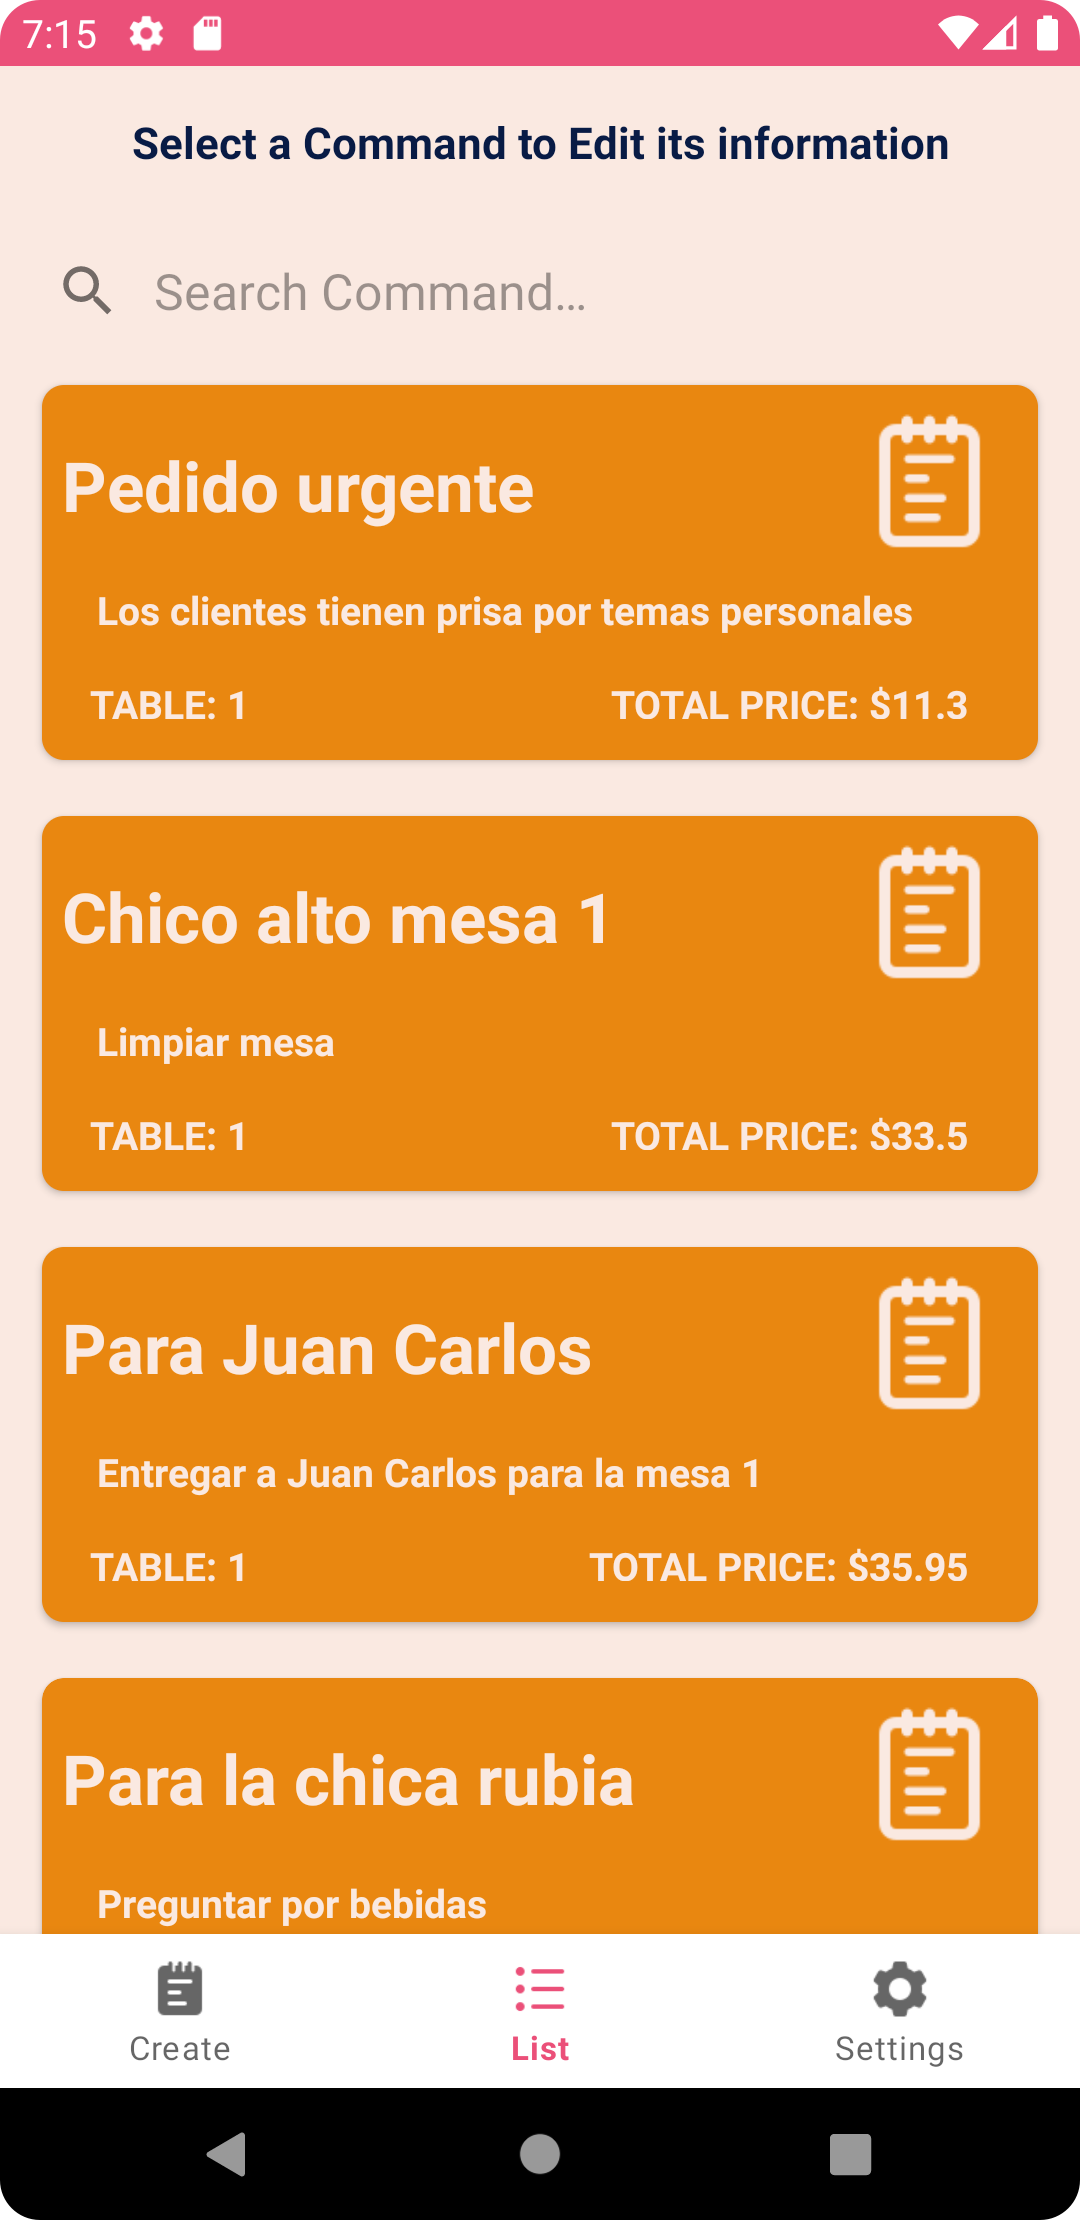 7:15
Select a Command to Edit its information
Search Command...
Pedido urgente
Los clientes tienen prisa por temas personales
TABLE: 1 TOTAL PRICE: $11.3
Chico alto mesa 1
Limpiar mesa
TABLE: 1 TOTAL PRICE: $33.5
Para Juan Carlos
Entregar a Juan Carlos para la mesa 1
TABLE: 1 TOTAL PRICE: $35.95
Para la chica rubia
Preguntar por bebidas
Create List Settings